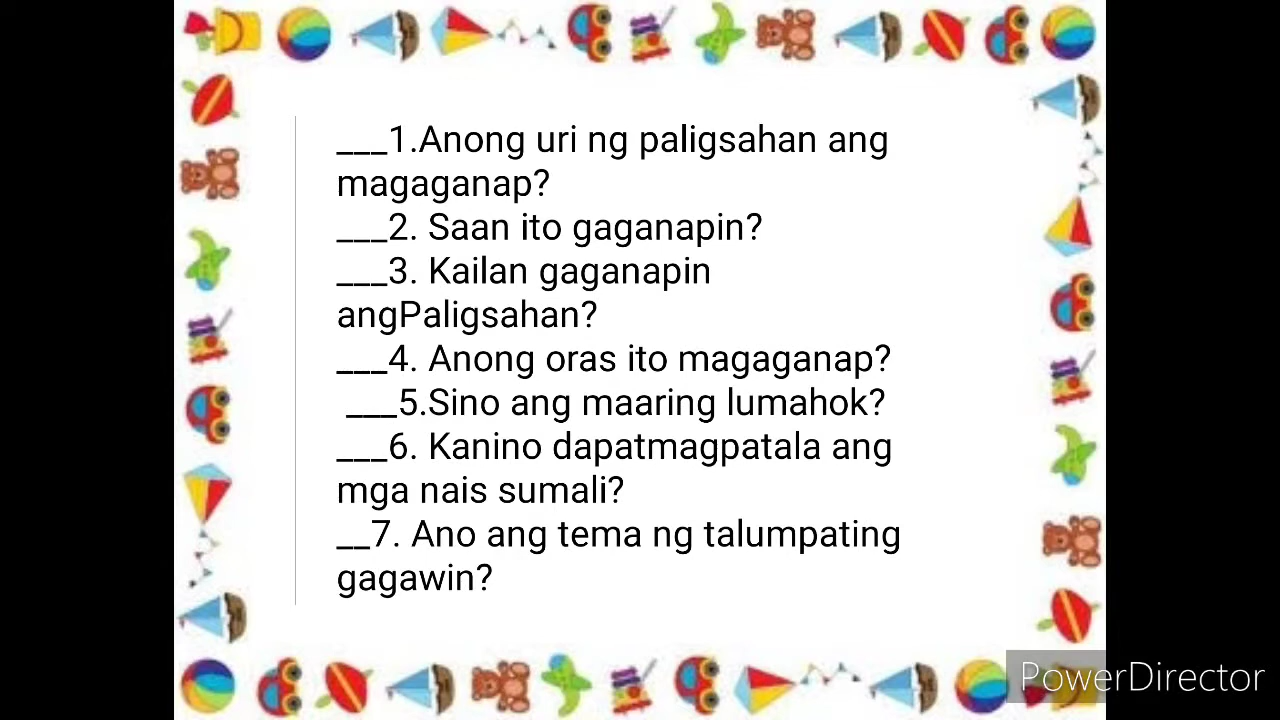 ___1.Anong uri ng paligsahan ang
magaganap?
___2. Saan ito gaganapin?
___3. Kailan gaganapin
angPaligsahan?
___4. Anong oras ito magaganap?
___5.Sino ang maaring lumahok?
___6. Kanino dapatmagpatala ang
mga nais sumali?
__7. Ano ang tema ng talumpating
gagawin?
PowerDirector